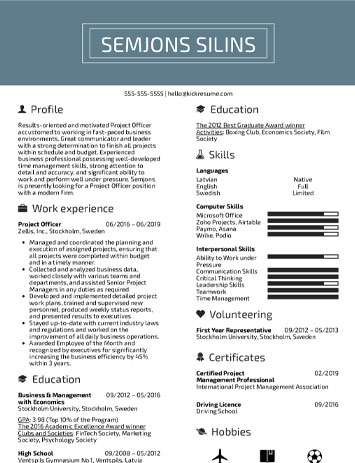 SEMJONS SILINS
555-555-5555 | hello@kickresume.com
Profile
Results-oriented and motivated Project Officer
accustomed to working in fast-paced business
environments. Great communicator and leader
with a strong determination to finish all projects
within schedule and budget. Experienced
business professional possessing well-developed
time management skills, strong attention to
detail and accuracy, and significant ability to
work and perform well under pressure. Semjons
is presently looking for a Project Officer position
with a modern firm.
Work experience
Project Officer 06/2016 – 06/2019
Zellis, Inc., Stockholm, Sweden
• Managed and coordinated the planning and
execution of assigned projects, ensuring that
all projects were completed within budget
and in a timely manner.
• Collected and analyzed business data,
worked closely with various teams and
departments, and assisted Senior Project
Managers in any duties as required.
• Developed and implemented detailed project
work plans, trained and supervised new
personnel, produced weekly status reports,
and presented results to executives.
• Stayed up-to-date with current industry laws
and regulations and worked on the
improvement of all daily business operations.
• Awarded Employee of the Month and
recognized by executives for significantly
increasing the business efficiency by 45%
within 3 years.
Education
Business & Management 09/2012 – 05/2016
with Economics
Stockholm University, Stockholm, Sweden
GPA: 3.98 (Top 10% of the Program)
The 2016 Academic Excellence Award winner
Clubs and Societies: FinTech Society, Marketing
Society, Psychology Society
High School 09/2008 – 05/2012
Ventspils Gymnasium No1, Ventspils, Latvia
Education
The 2012 Best Graduate Award winner
Activities: Boxing Club, Economics Society, Film
Society
Skills
Languages
Latvian Native
English Full
Swedish Limited
Computer Skills
Microsoft Office
Zoho Projects, Airtable
Paymo, Asana
Wrike, Podio
Interpersonal Skills
Ability to Work under
Pressure
Communication Skills
Critical Thinking
Leadership Skills
Teamwork
Time Management
Volunteering
First Year Representative 09/2012 – 05/2013
Stockholm University, Stockholm, Sweden
Certificates
Certified Project 02/2019
Management Professional
International Project Management Association
Driving Licence 09/2016
Driving School
Hobbies